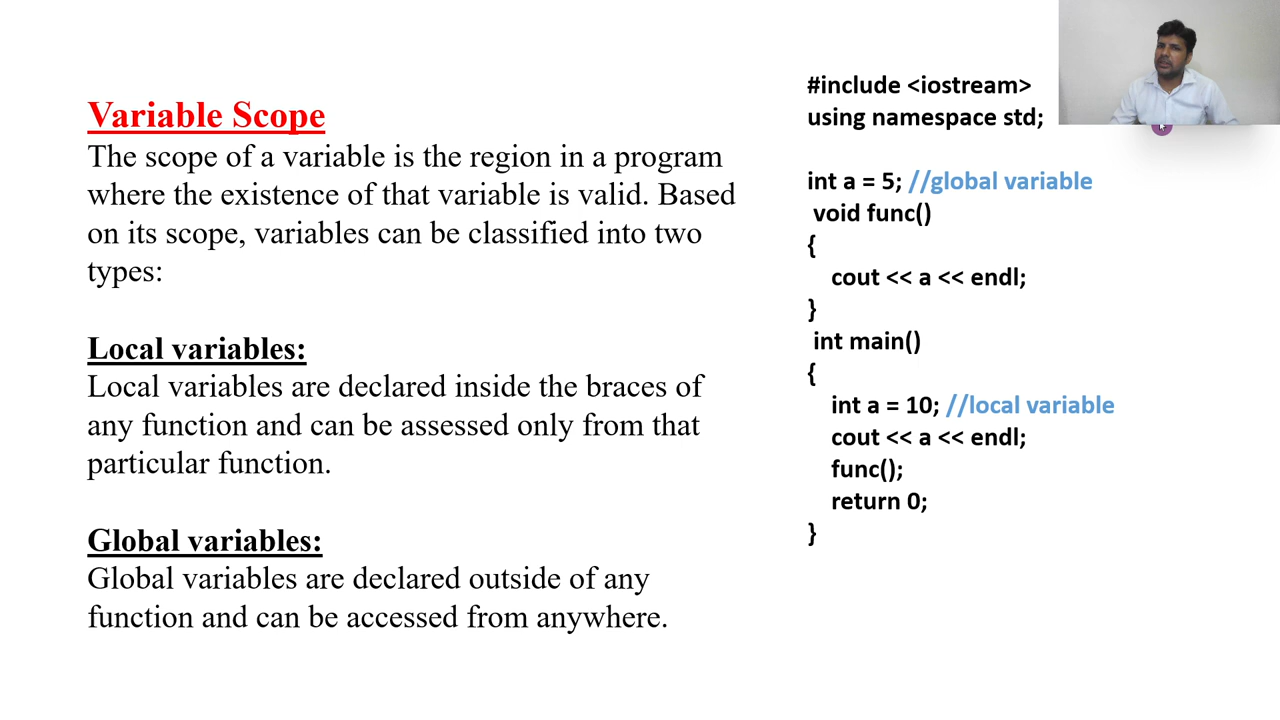 Variable Scope
The scope of a variable is the region in a program
where the existence of that variable is valid. Based
on its scope, variables can be classified into two
types:
Local variables:
Local variables are declared inside the braces of
any function and can be assessed only from that
particular function.
Global variables:
Global variables are declared outside of any
function and can be accessed from anywhere.
#include <iostream>
using namespace std;
int a = 5; //global variable
void func()
{
cout << a << endl;
}
int main()
{
int a = 10; //local variable
cout << a << endl;
func();
return 0;
}